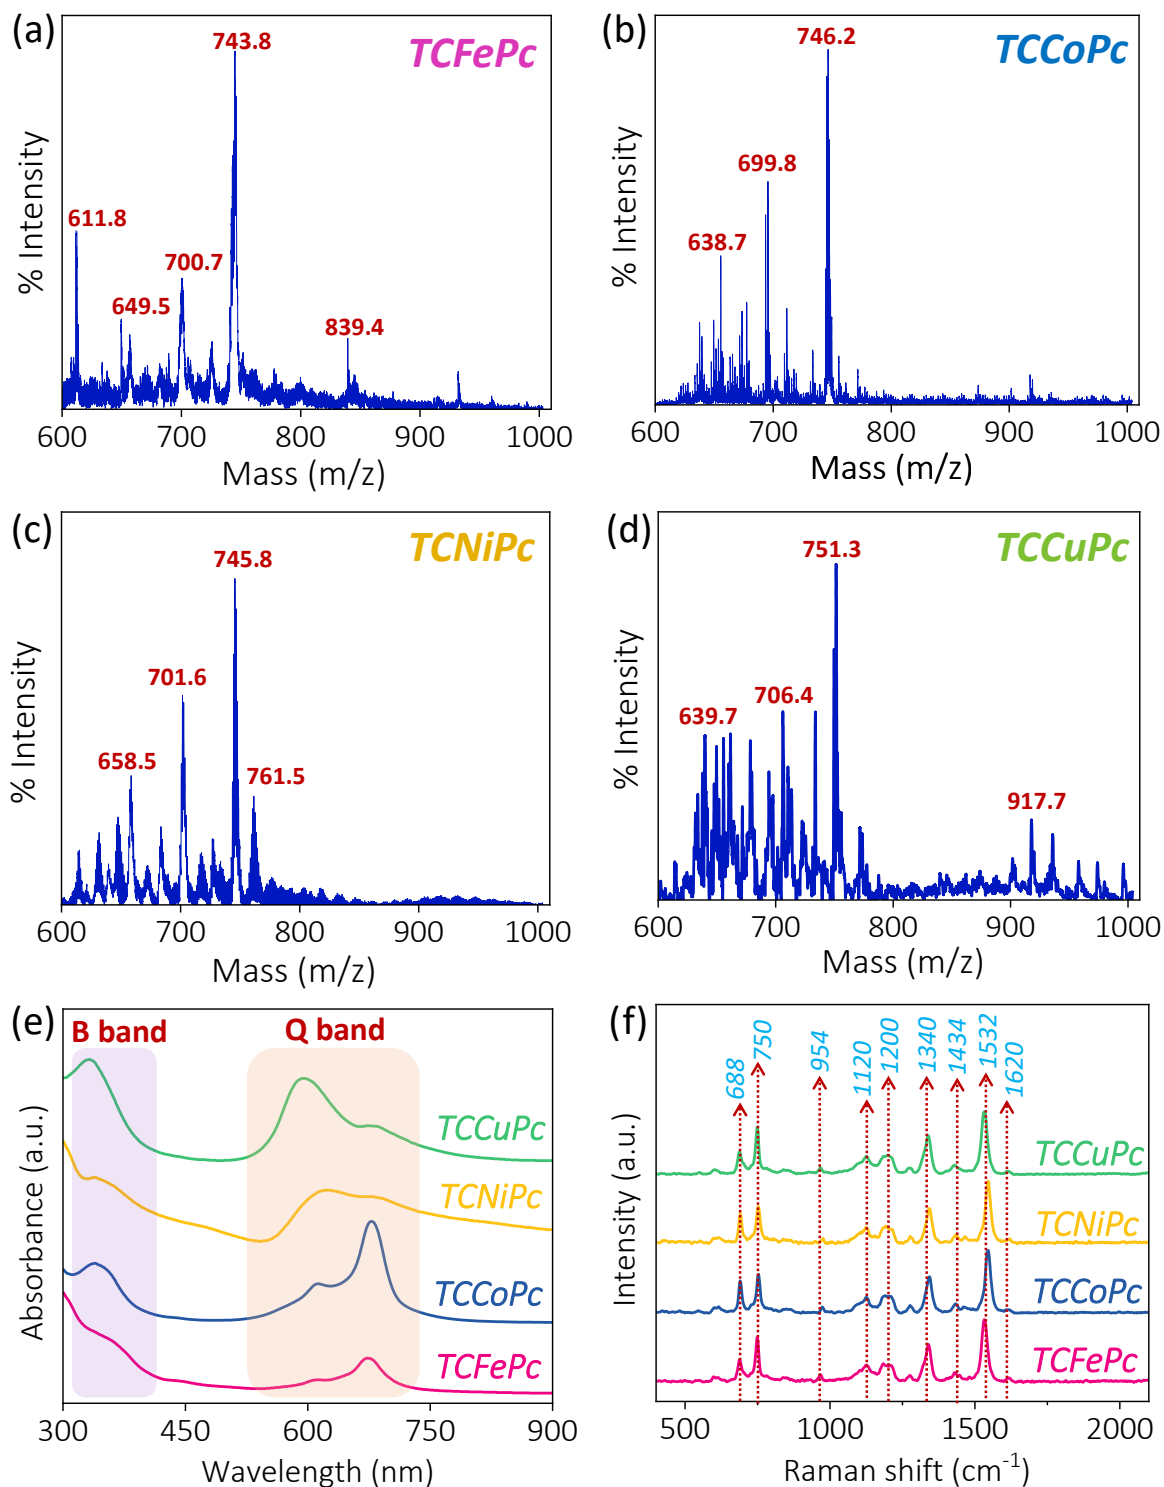 (a)
TCFePc
743.8
611.8
700.7
649.5
839.4
% Intensity
600 700 800 900 1000
Mass (m/z)
(b)
TCCoPc
746.2
699.8
638.7
% Intensity
600 700 800 900 1000
Mass (m/z)
(c)
TCNiPc
745.8
701.6
658.5
761.5
% Intensity
600 700 800 900 1000
Mass (m/z)
(d)
TCCuPc
751.3
706.4
639.7
917.7
% Intensity
600 700 800 900 1000
Mass (m/z)
(e)
B band
Q band
TCCuPc
TCNiPc
TCCoPc
TCFePc
Absorbance (a.u.)
300 450 600 750 900
Wavelength (nm)
(f)
688 750 954 1120 1200 1340 1434 1532 1620
TCCuPc
TCNiPc
TCCoPc
TCFePc
Intensity (a.u.)
500 1000 1500 2000
Raman shift (cm⁻¹)